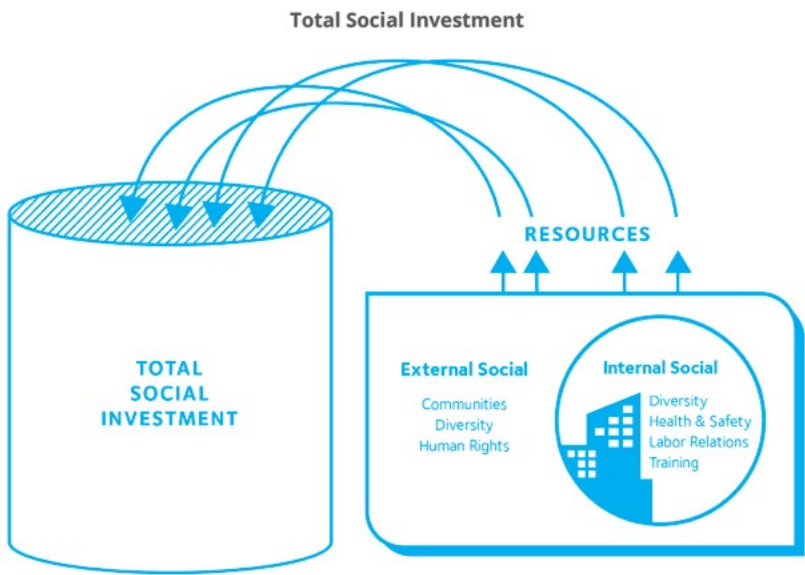 Total Social Investment
RESOURCES
TOTAL
SOCIAL
INVESTMENT
External Social
Communities
Diversity
Human Rights
Internal Social
Diversity
Health & Safety
Labor Relations
Training